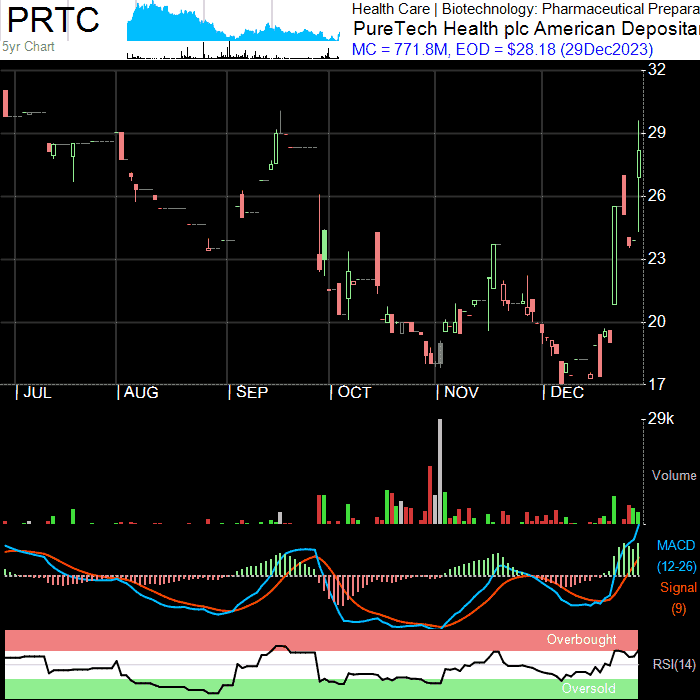 PRTC
5yr Chart
Health Care | Biotechnology: Pharmaceutical Prepara
PureTech Health plc American Depositar
MC = 771.8M, EOD = $28.18 (29Dec2023)
32
29
26
23
20
17
JUL
AUG
SEP
OCT
NOV
DEC
29k
Volume
MACD
(12-26)
Signal
(9)
Overbought
RSI(14)
Oversold